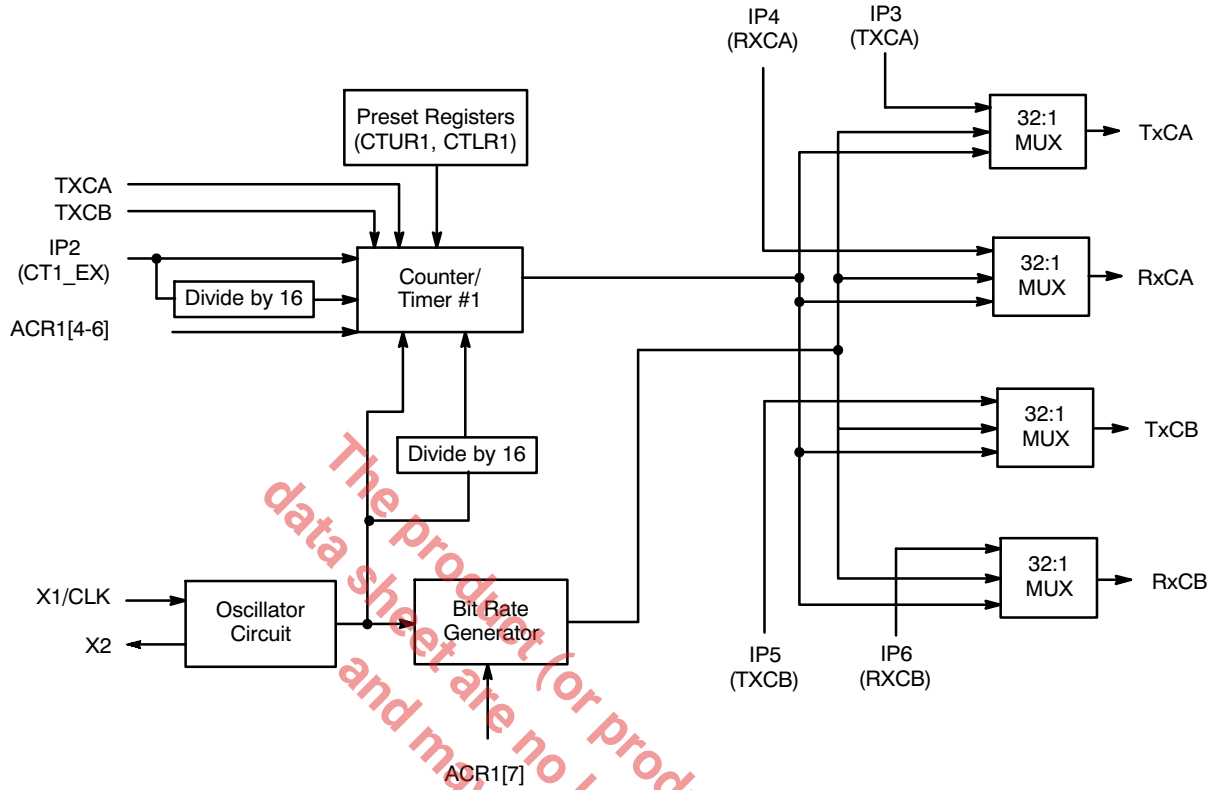 IP4
(RXCA)
IP3
(TXCA)
Preset Registers
(CTUR1, CTLR1)
32:1
MUX
TxCA
TXCA
TXCB
IP2
(CT1_EX)
Divide by 16
ACR1[4-6]
Counter/
Timer #1
32:1
MUX
RxCA
Divide by 16
32:1
MUX
TxCB
X1/CLK
X2
Oscillator
Circuit
Bit Rate
Generator
ACR1[7]
IP5
(TXCB)
IP6
(RXCB)
32:1
MUX
RxCB
The product (or prod
data sheet are no l
and may